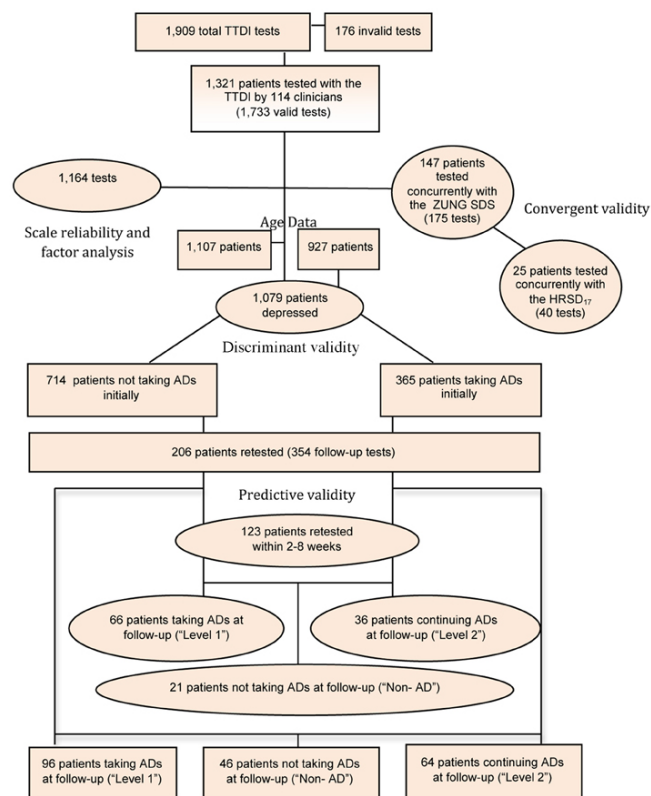 1,909 total TTDI tests
176 invalid tests
1,321 patients tested with the
TTDI by 114 clinicians
(1,733 valid tests)
1,164 tests
Scale reliability and
factor analysis
147 patients
tested
concurrently with
the ZUNG SDS
(175 tests)
Convergent validity
25 patients tested
concurrently with
the HRSD₁₇
(40 tests)
Age Data
1,107 patients
927 patients
1,079 patients
depressed
Discriminant validity
714 patients not taking ADs
initially
365 patients taking ADs
initially
206 patients retested (354 follow-up tests)
Predictive validity
123 patients retested
within 2-8 weeks
66 patients taking ADs at
follow-up (“Level 1”)
36 patients continuing ADs
at follow-up (“Level 2”)
21 patients not taking ADs at follow-up (“Non- AD”)
96 patients taking ADs
at follow-up (“Level 1”)
46 patients not taking ADs
at follow-up (“Non- AD”)
64 patients continuing ADs
at follow-up (“Level 2”)